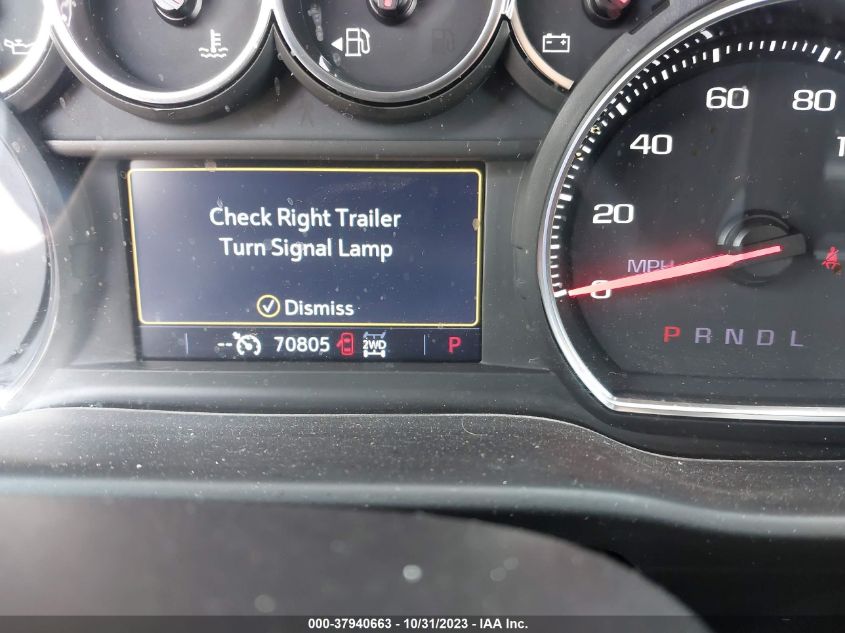 60
80
40
20
MPH
0
Check Right Trailer
Turn Signal Lamp
Dismiss
-- 70805 2WD P
P R N D L
000-37940663 - 10/31/2023 - IAA Inc.